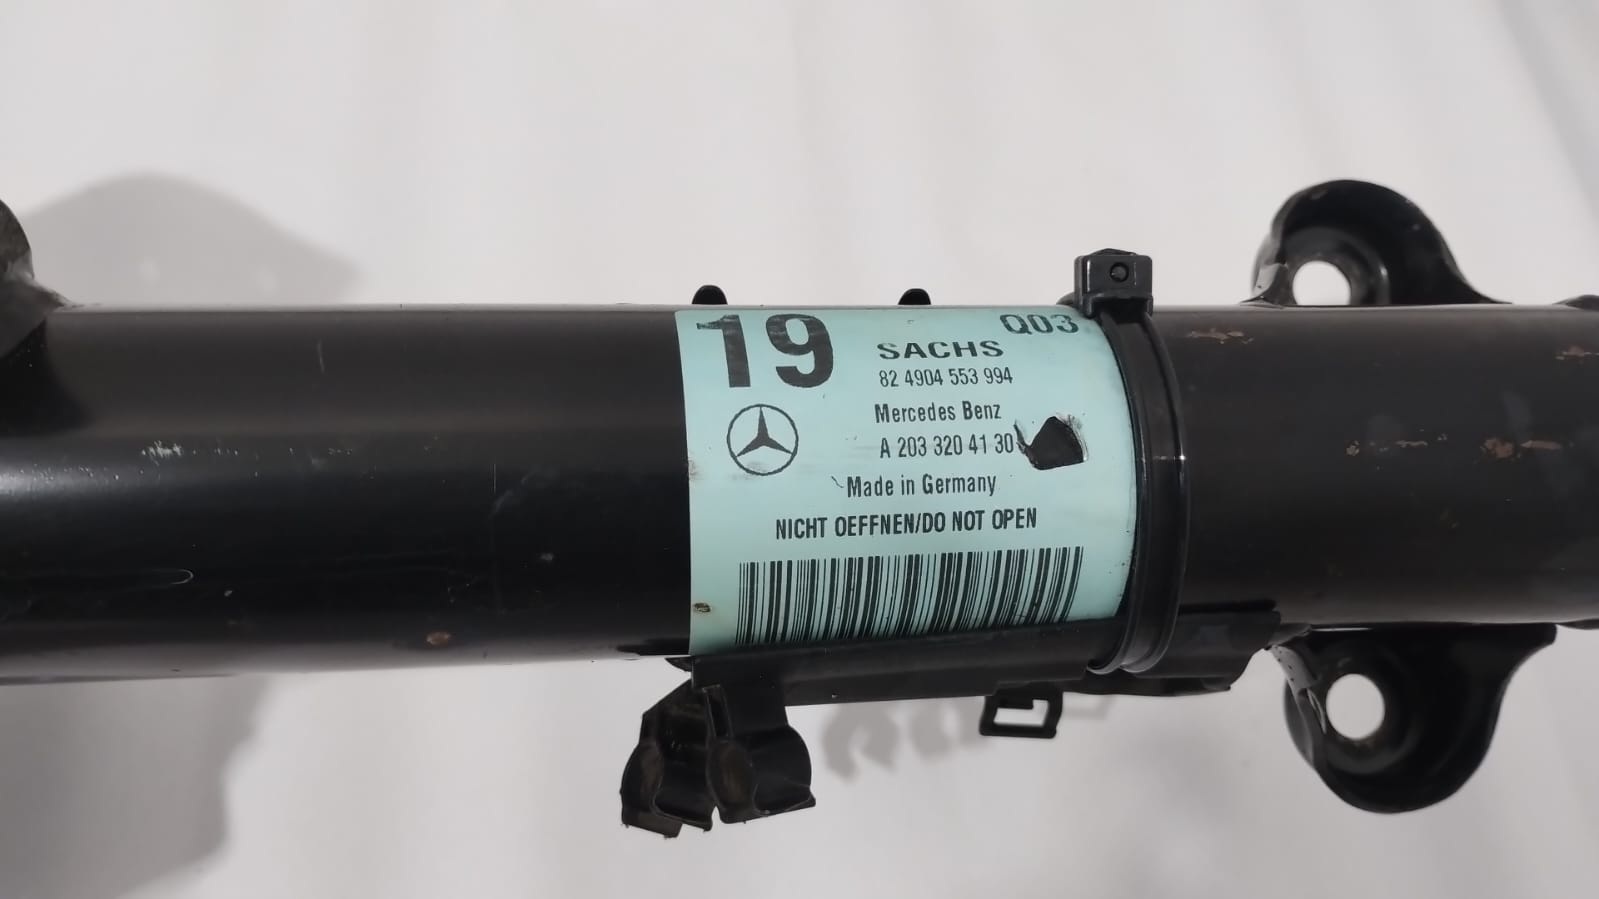 19
Q03
SACHS
82 4904 553 994
Mercedes Benz
A 203 320 41 30
Made in Germany
NICHT OEFFNEN/DO NOT OPEN